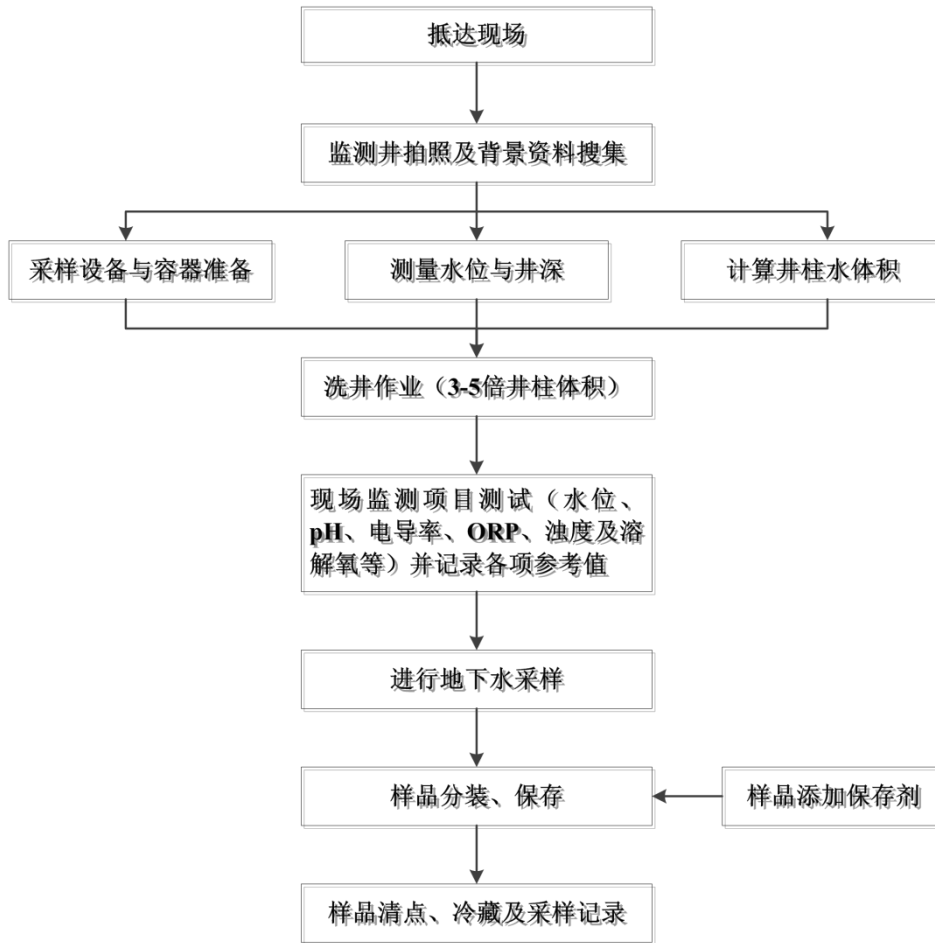 抵达现场
监测井拍照及背景资料搜集
采样设备与容器准备
测量水位与井深
计算井柱水体积
洗井作业（3-5倍井柱体积）
现场监测项目测试（水位、
pH、电导率、ORP、浊度及溶
解氧等）并记录各项参考值
进行地下水采样
样品分装、保存
样品添加保存剂
样品清点、冷藏及采样记录